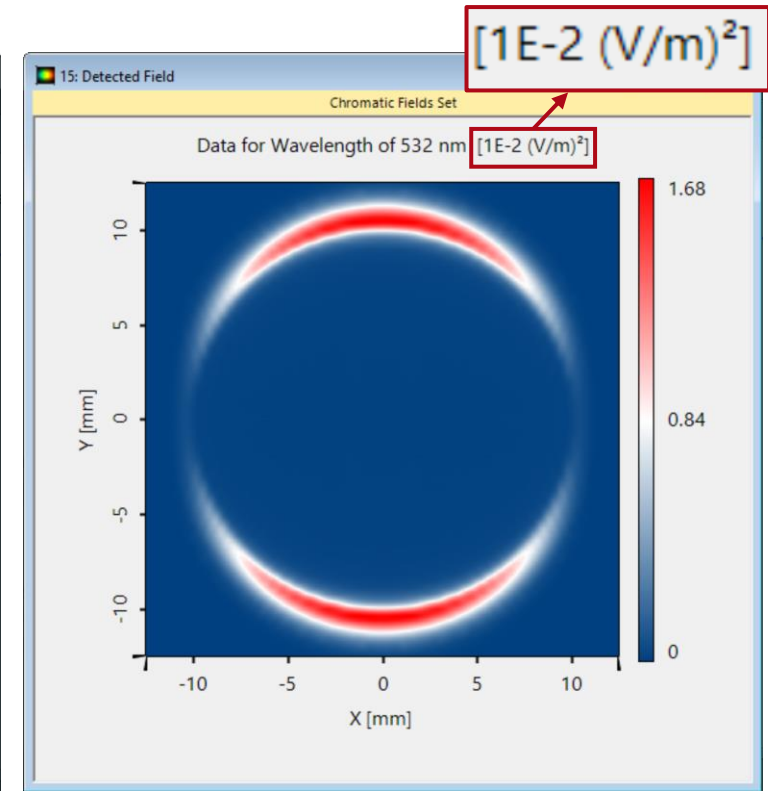 [1E-2 (V/m)²]
15: Detected Field
Chromatic Fields Set
Data for Wavelength of 532 nm [1E-2 (V/m)²]
1.68
0.84
0
10
5
0
-5
-10
Y [mm]
-10 -5 0 5 10
X [mm]